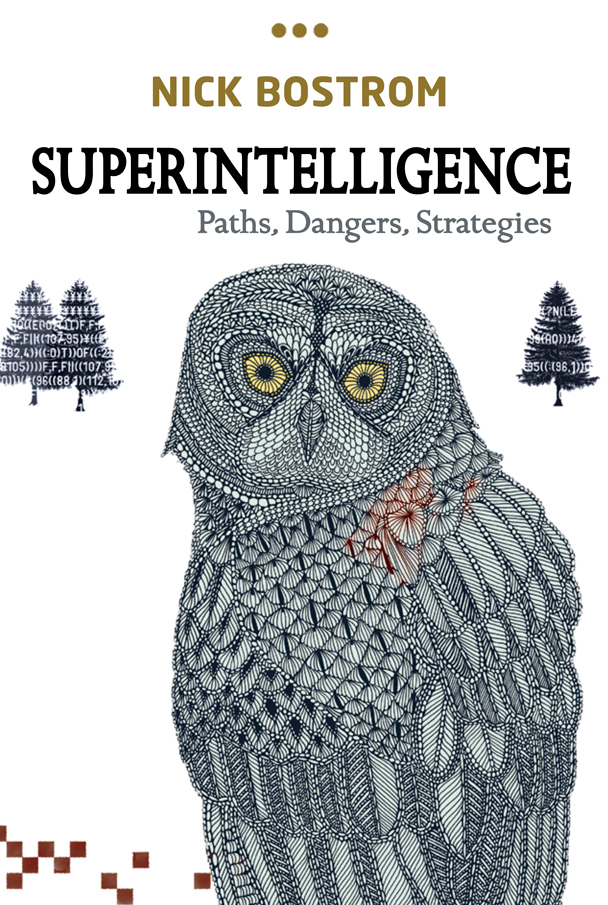 NICK BOSTROM
SUPERINTELLIGENCE
Paths, Dangers, Strategies